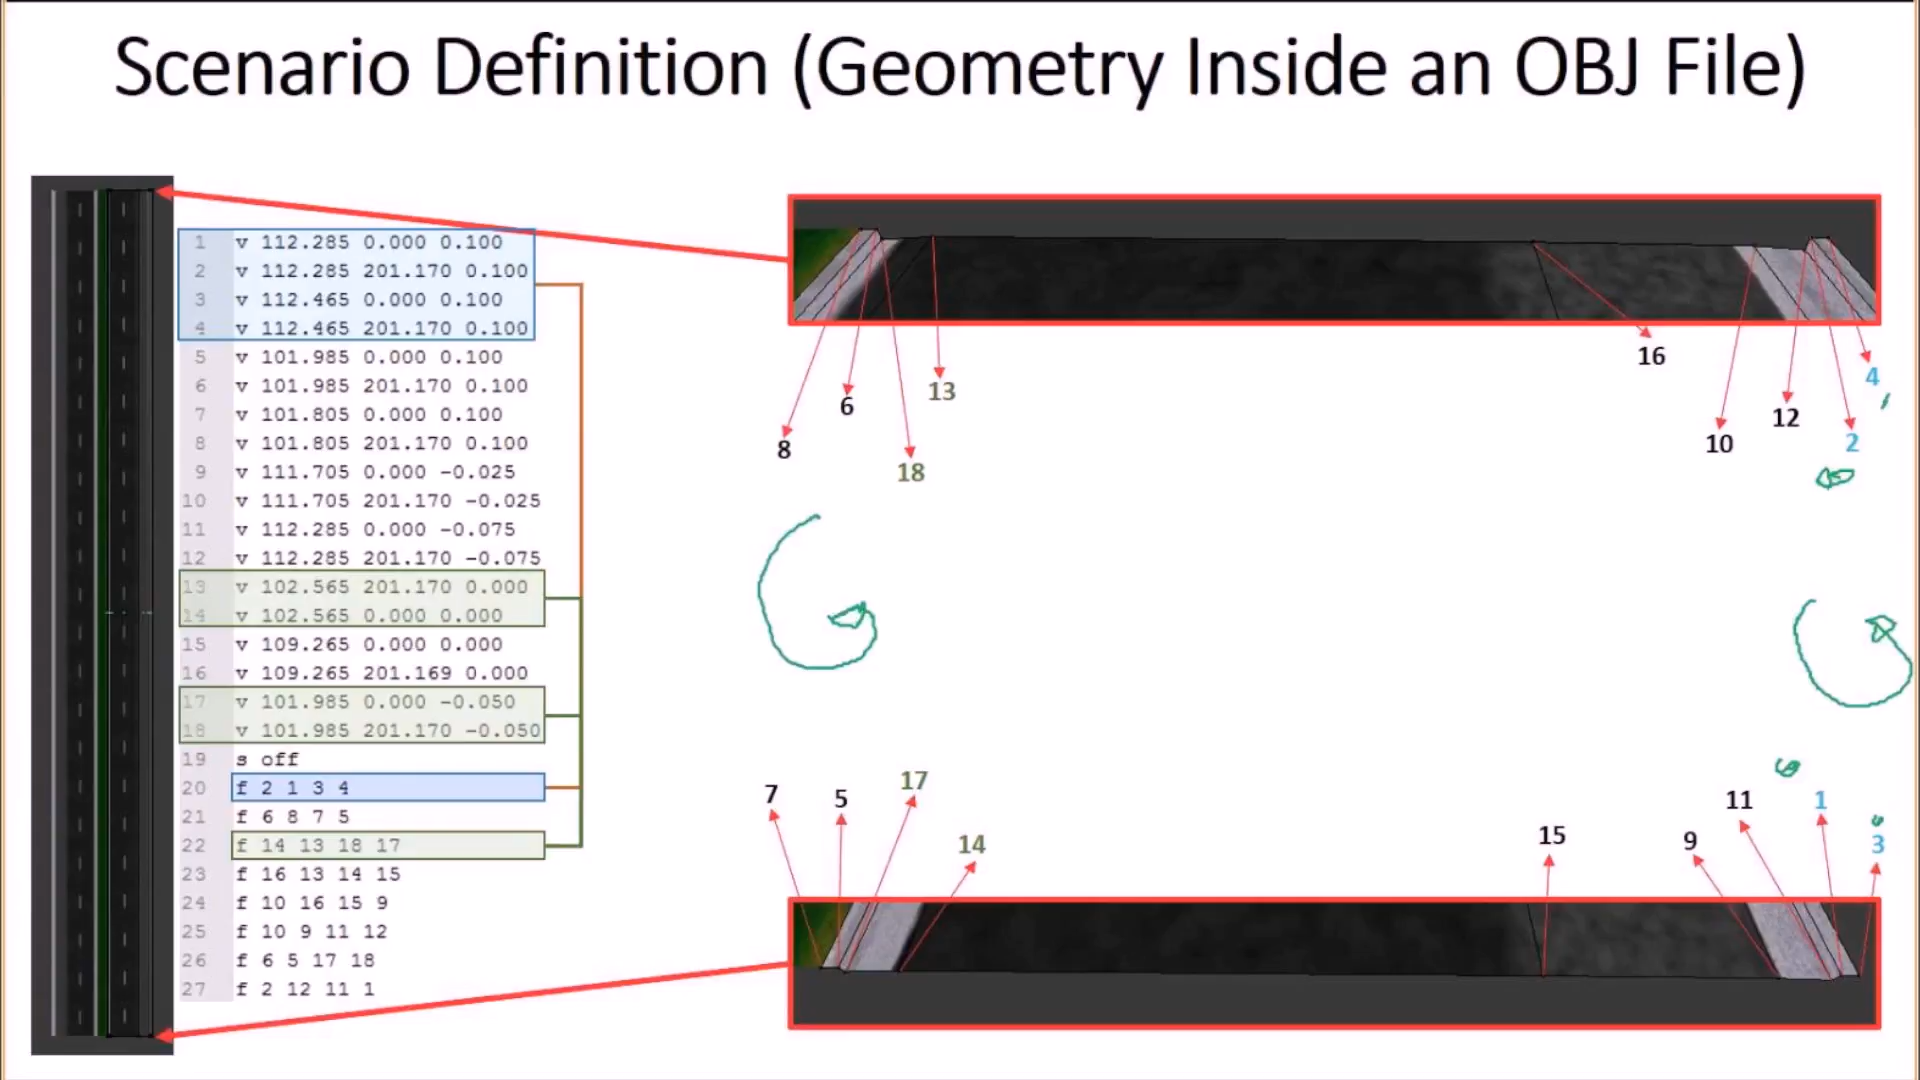 Scenario Definition (Geometry Inside an OBJ File)
1 v 112.285 0.000 0.100
2 v 112.285 201.170 0.100
3 v 112.465 0.000 0.100
4 v 112.465 201.170 0.100
5 v 101.985 0.000 0.100
6 v 101.985 201.170 0.100
7 v 101.805 0.000 0.100
8 v 101.805 201.170 0.100
9 v 111.705 0.000 -0.025
10 v 111.705 201.170 -0.025
11 v 112.285 0.000 -0.075
12 v 112.285 201.170 -0.075
13 v 102.565 201.170 0.000
14 v 102.565 0.000 0.000
15 v 109.265 0.000 0.000
16 v 109.265 201.169 0.000
17 v 101.985 0.000 -0.050
18 v 101.985 201.170 -0.050
19 s off
20 f 2 1 3 4
21 f 6 8 7 5
22 f 14 13 18 17
23 f 16 13 14 15
24 f 10 16 15 9
25 f 10 9 11 12
26 f 6 5 17 18
27 f 2 12 11 1
8
6
18
13
16
10
12
2
4
7
5
17
14
15
9
11
1
3